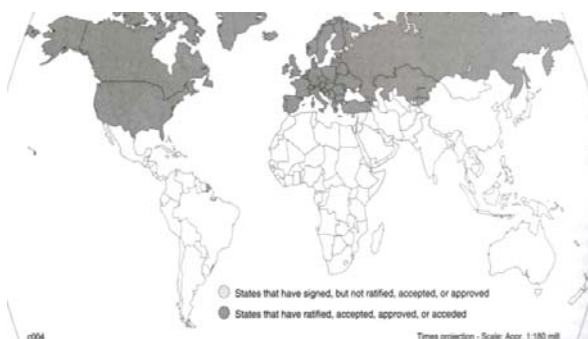 States that have signed, but not ratified, accepted, or approved
States that have ratified, accepted, approved, or acceded
c004
Times projection - Scale: Appr. 1:180 mill